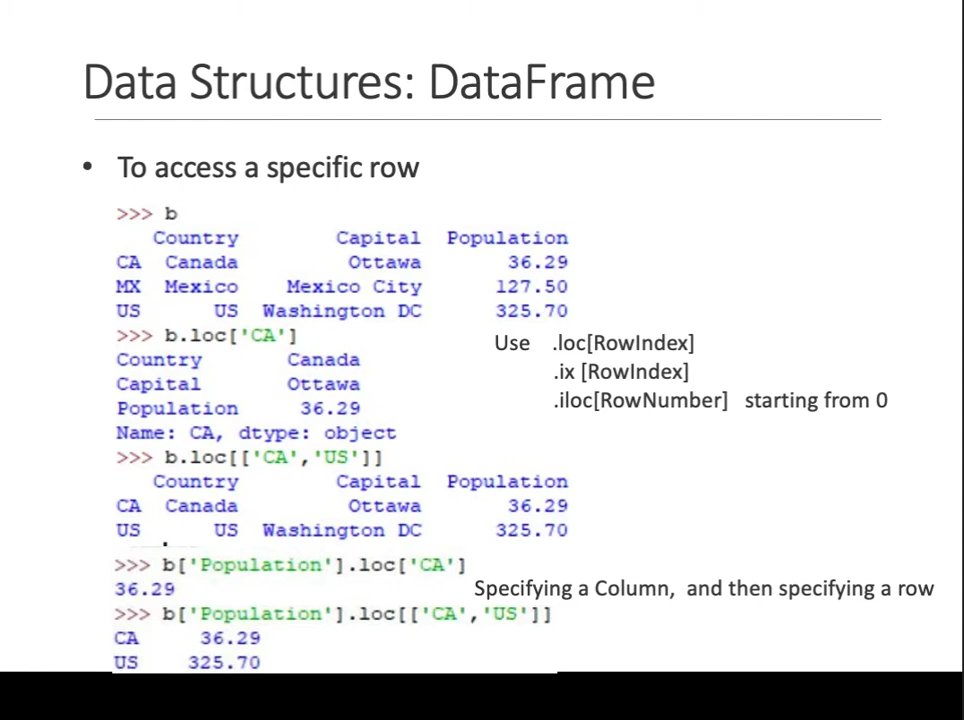 Data Structures: DataFrame
• To access a specific row
>>> b
Country Capital Population
CA Canada Ottawa 36.29
MX Mexico Mexico City 127.50
US US Washington DC 325.70
>>> b.loc['CA']
Country Canada
Capital Ottawa
Population 36.29
Name: CA, dtype: object
Use .loc[RowIndex]
.ix [RowIndex]
.iloc[RowNumber] starting from 0
>>> b.loc[['CA','US']]
Country Capital Population
CA Canada Ottawa 36.29
US US Washington DC 325.70
>>> b['Population'].loc['CA']
36.29
Specifying a Column, and then specifying a row
>>> b['Population'].loc[['CA','US']]
CA 36.29
US 325.70